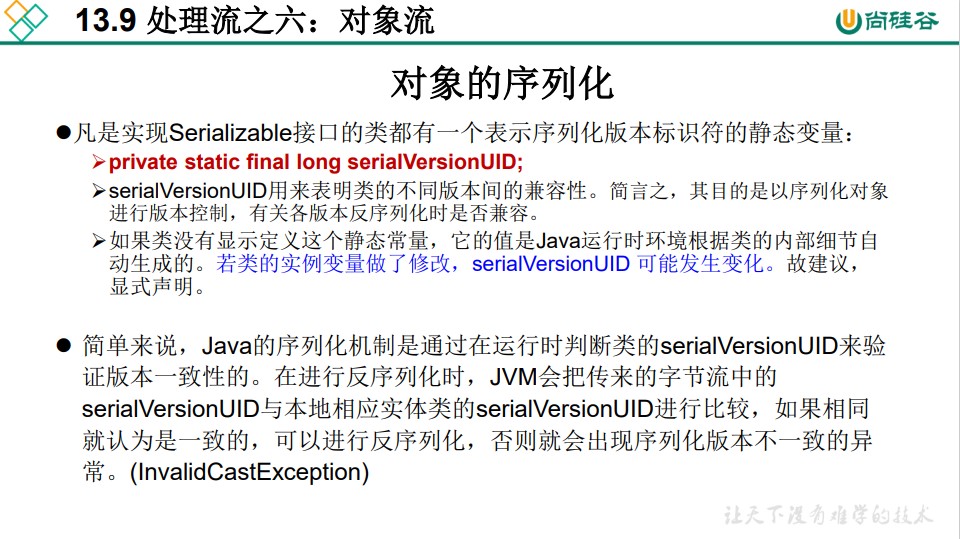 13.9 处理流之六：对象流
尚硅谷
对象的序列化
●凡是实现Serializable接口的类都有一个表示序列化版本标识符的静态变量：
➢private static final long serialVersionUID;
➢serialVersionUID用来表明类的不同版本间的兼容性。简言之，其目的是以序列化对象
进行版本控制，有关各版本反序列化时是否兼容。
➢如果类没有显示定义这个静态常量，它的值是Java运行时环境根据类的内部细节自
动生成的。若类的实例变量做了修改，serialVersionUID 可能发生变化。故建议，
显式声明。
● 简单来说，Java的序列化机制是通过在运行时判断类的serialVersionUID来验
证版本一致性的。在进行反序列化时，JVM会把传来的字节流中的
serialVersionUID与本地相应实体类的serialVersionUID进行比较，如果相同
就认为是一致的，可以进行反序列化，否则就会出现序列化版本不一致的异
常。(InvalidCastException)
让天下没有难学的技术